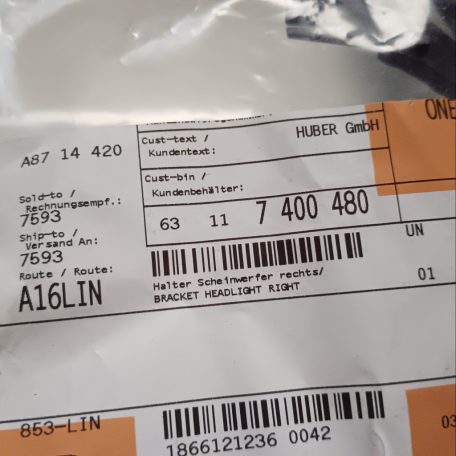 ONE
HUBER GmbH
Cust-text /
Kundentext:
A87 14 420
Cust-bin /
Kundenbehälter:
Sold-to /
Rechnungsempf.:
7593
63 11 7 400 480
Ship-to /
Versand An:
7593
UN
Route / Route:
A16LIN
Halter Scheinwerfer rechts/
BRACKET HEADLIGHT RIGHT
01
853-LIN
1866121236 0042
03